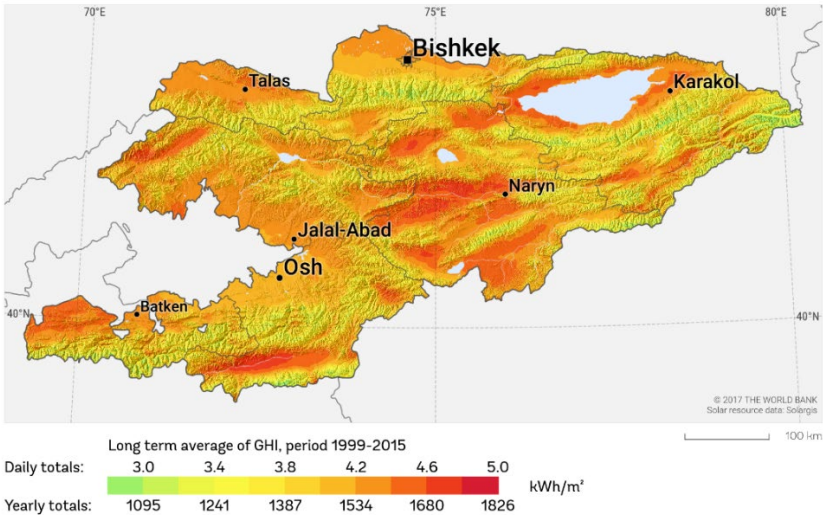 70°E 75°E 80°E
Bishkek
Talas
Karakol
Naryn
Jalal-Abad
Osh
Batken
40°N 40°N
© 2017 THE WORLD BANK
Solar resource data: Solargis
100 km
Long term average of GHI, period 1999-2015
Daily totals: 3.0 3.4 3.8 4.2 4.6 5.0
kWh/m²
Yearly totals: 1095 1241 1387 1534 1680 1826